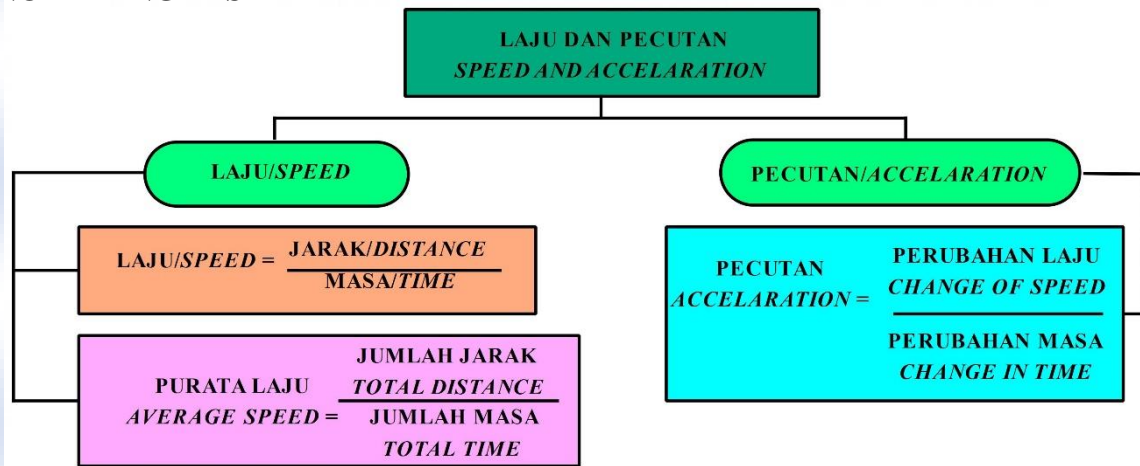 LAJU DAN PECUTAN
SPEED AND ACCELARATION
LAJU/SPEED
PECUTAN/ACCELARATION
LAJU/SPEED = JARAK/DISTANCE
MASA/TIME
PECUTAN
ACCELARATION =
PERUBAHAN LAJU
CHANGE OF SPEED
PERUBAHAN MASA
CHANGE IN TIME
PURATA LAJU
AVERAGE SPEED =
JUMLAH JARAK
TOTAL DISTANCE
JUMLAH MASA
TOTAL TIME